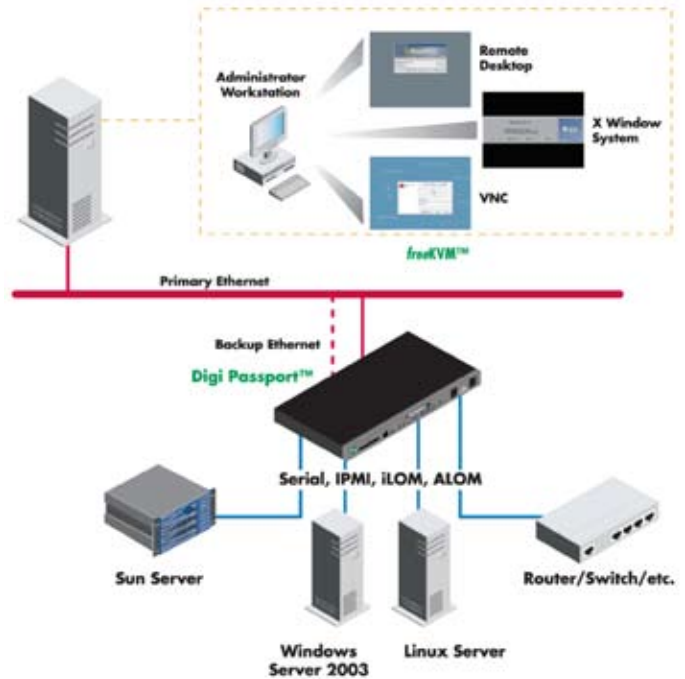 Administrator
Workstation
Remote
Desktop
X Window
System
VNC
freeKVM™
Primary Ethernet
Backup Ethernet
Digi Passport™
Serial, IPMI, iLOM, ALOM
Sun Server
Router/Switch/etc.
Windows
Server 2003
Linux Server